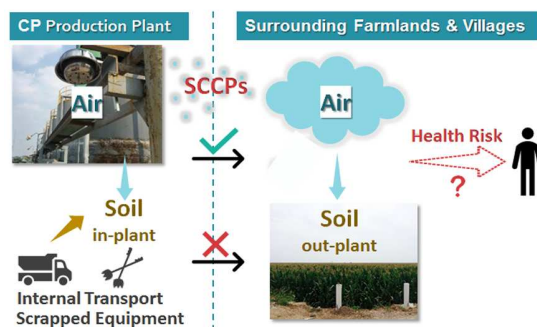 CP Production Plant
Surrounding Farmlands & Villages
SCCPs
Air
Air
Health Risk
?
Soil
in-plant
Soil
out-plant
Internal Transport
Scrapped Equipment